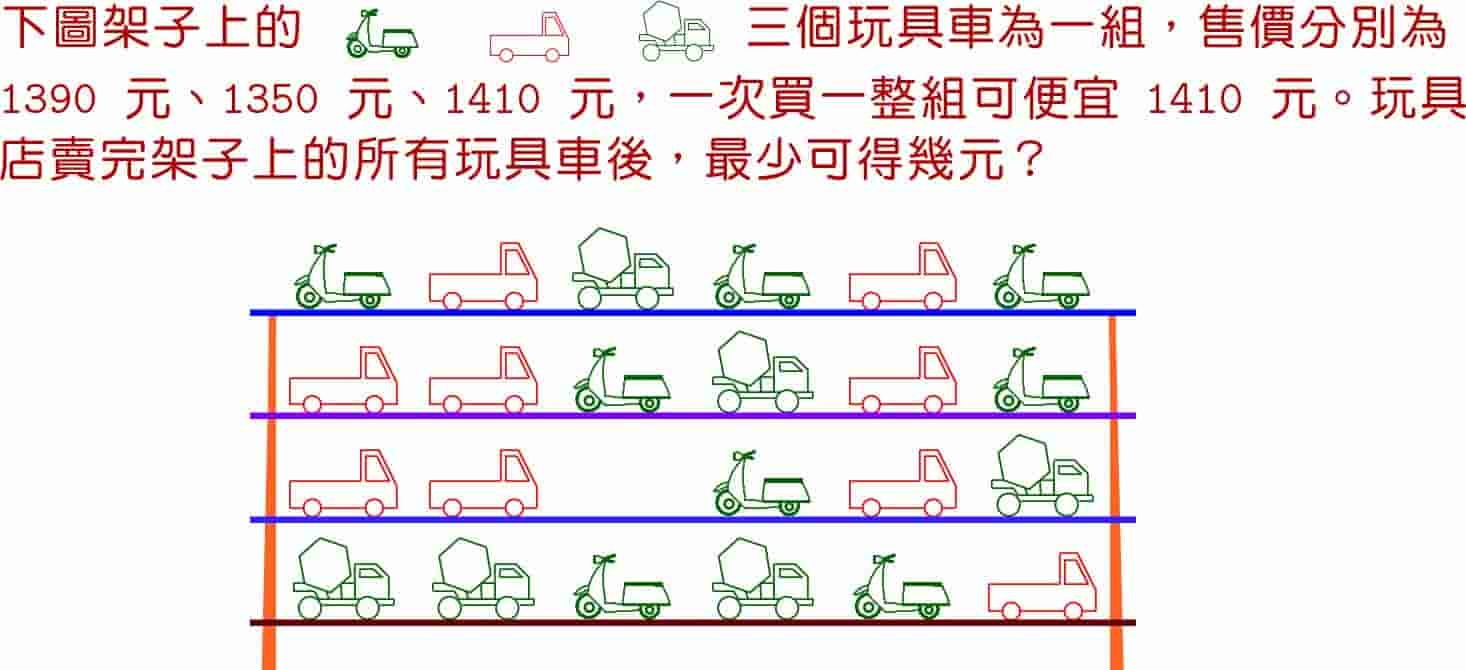 下圖架子上的 三個玩具車為一組，售價分別為
1390 元、1350 元、1410 元，一次買一整組可便宜 1410 元。玩具
店賣完架子上的所有玩具車後，最少可得幾元？